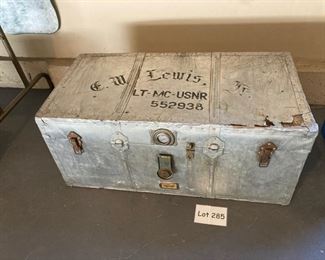 E. W. Lewis, Jr.
LT-MC-USNR
552938
Lot 285